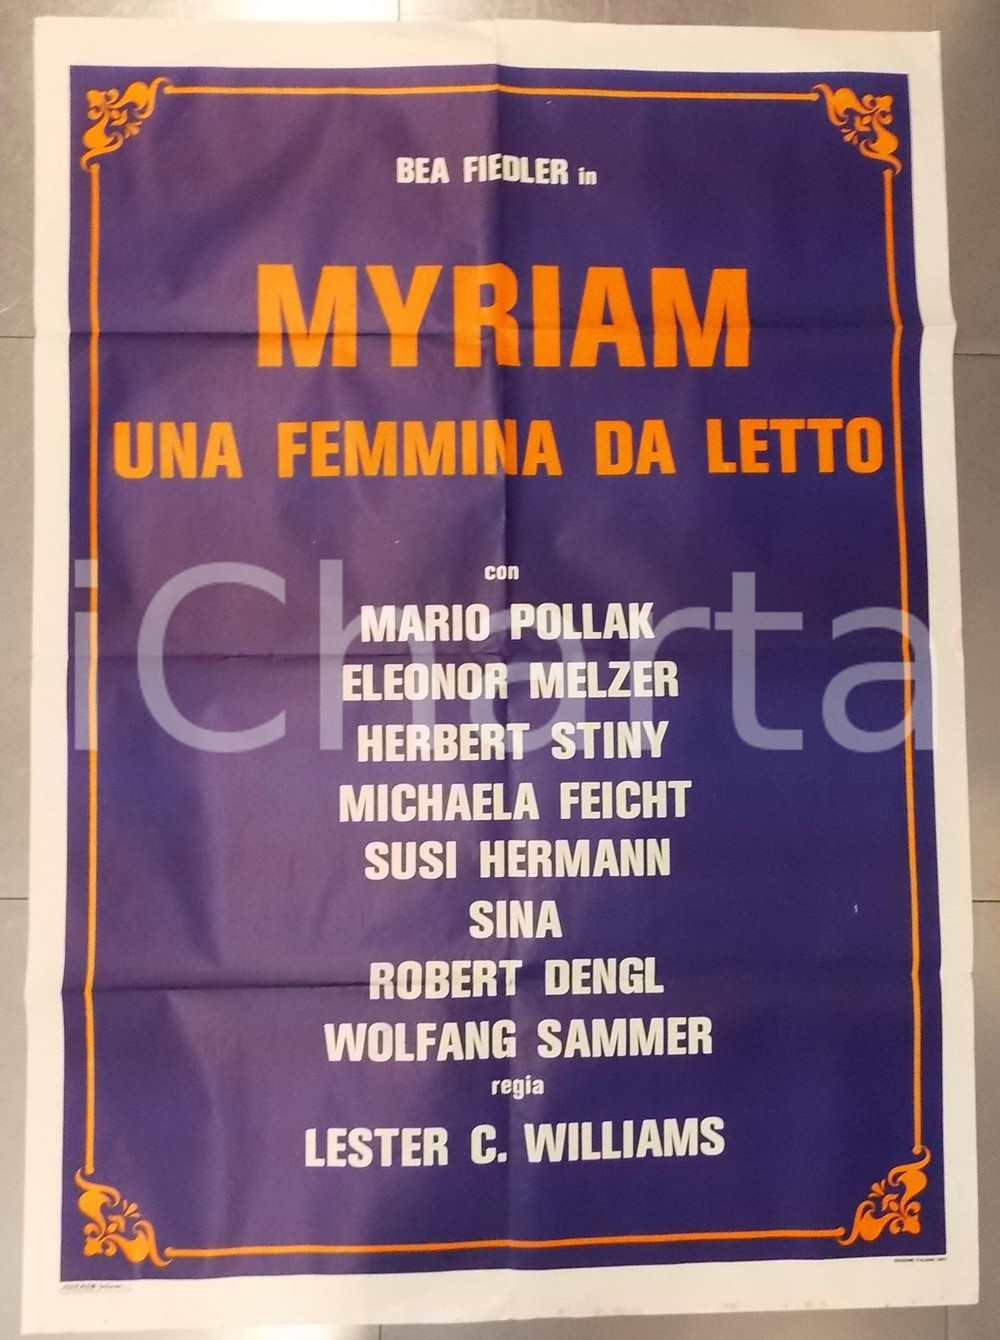 BEA FIEDLER in
MYRIAM
UNA FEMMINA DA LETTO
con
MARIO POLLAK
ELEONOR MELZER
HERBERT STINY
MICHAELA FEICHT
SUSI HERMANN
SINA
ROBERT DENGL
WOLFANG SAMMER
regia
LESTER C. WILLIAMS
iCharta